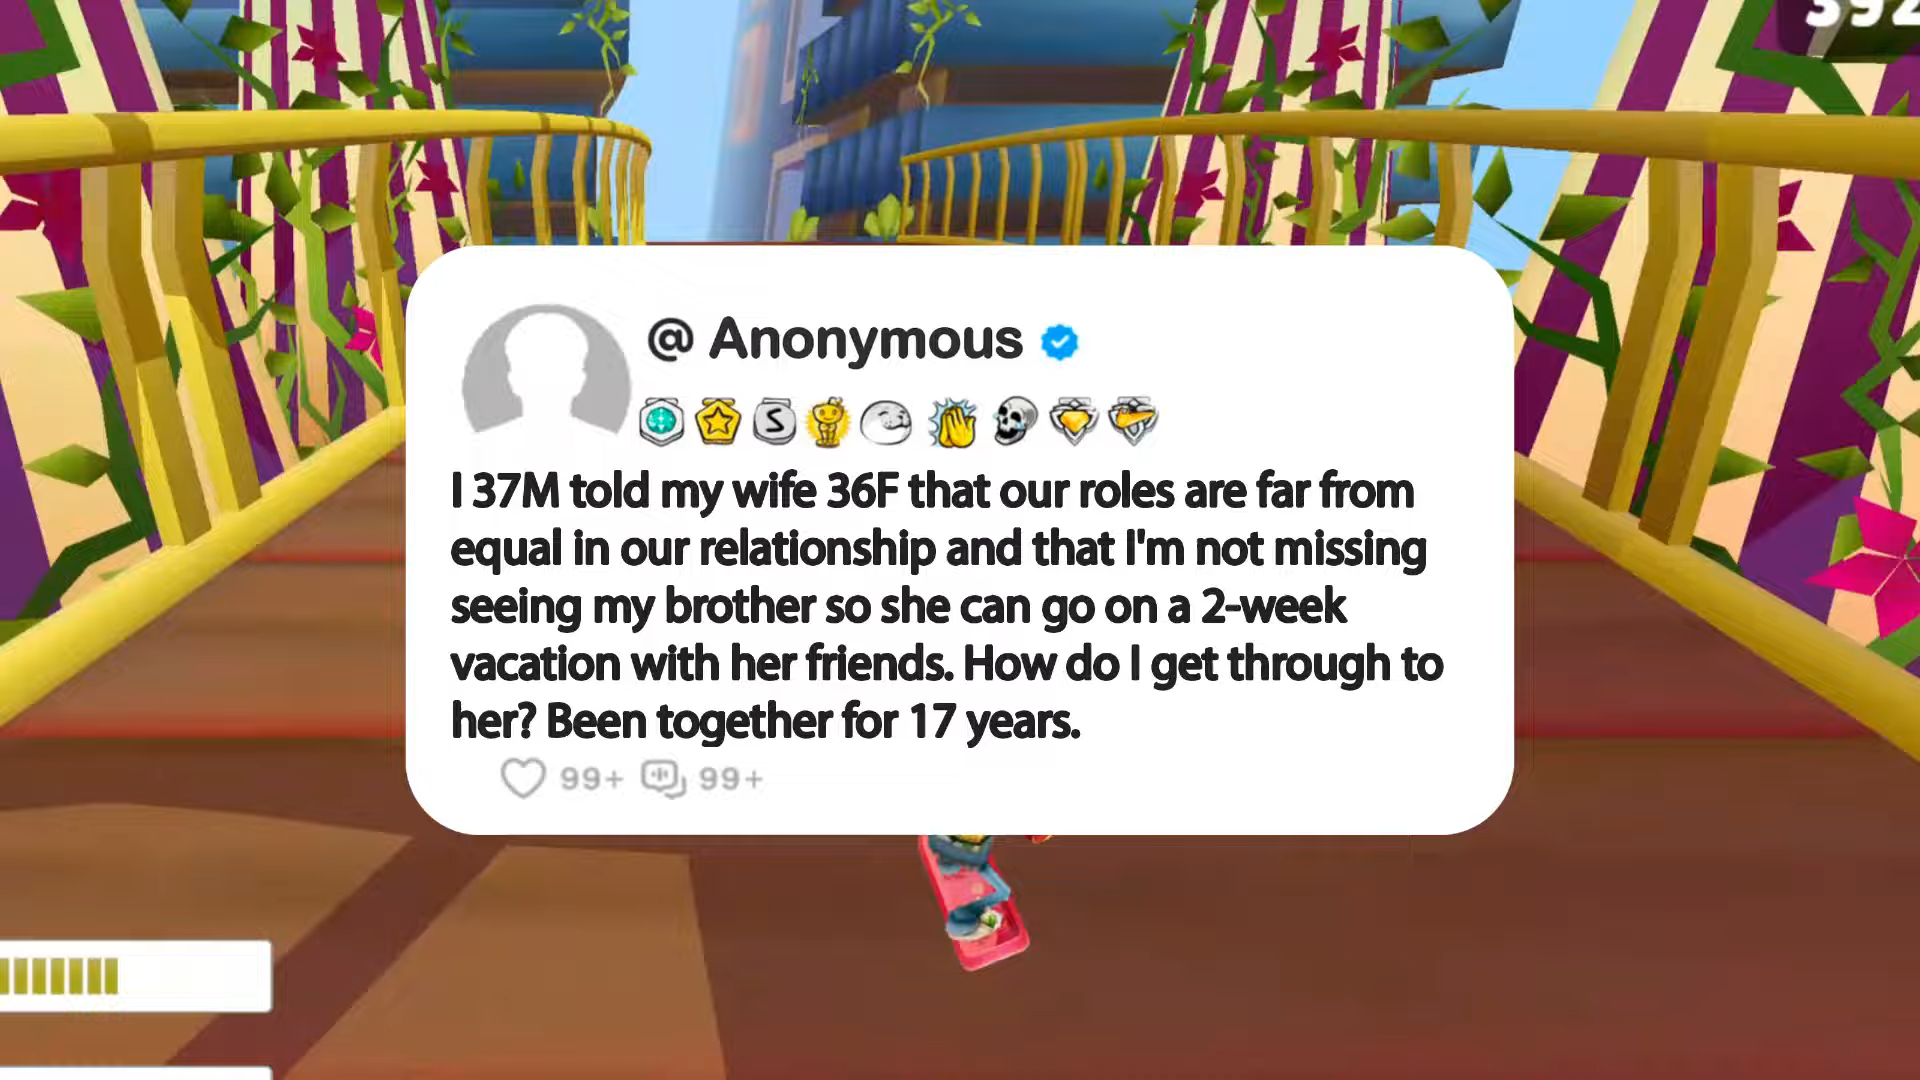 392
@ Anonymous
I 37M told my wife 36F that our roles are far from
equal in our relationship and that I'm not missing
seeing my brother so she can go on a 2-week
vacation with her friends. How do I get through to
her? Been together for 17 years.
99+ 99+